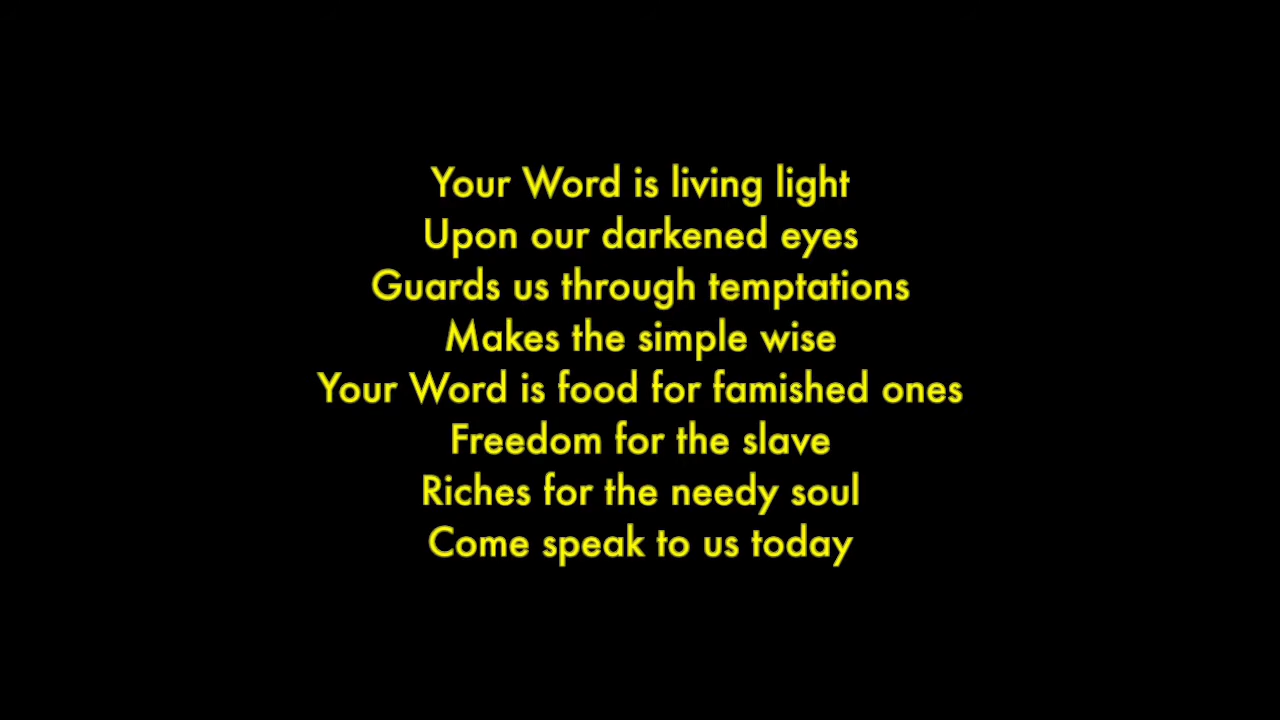 Your Word is living light
Upon our darkened eyes
Guards us through temptations
Makes the simple wise
Your Word is food for famished ones
Freedom for the slave
Riches for the needy soul
Come speak to us today